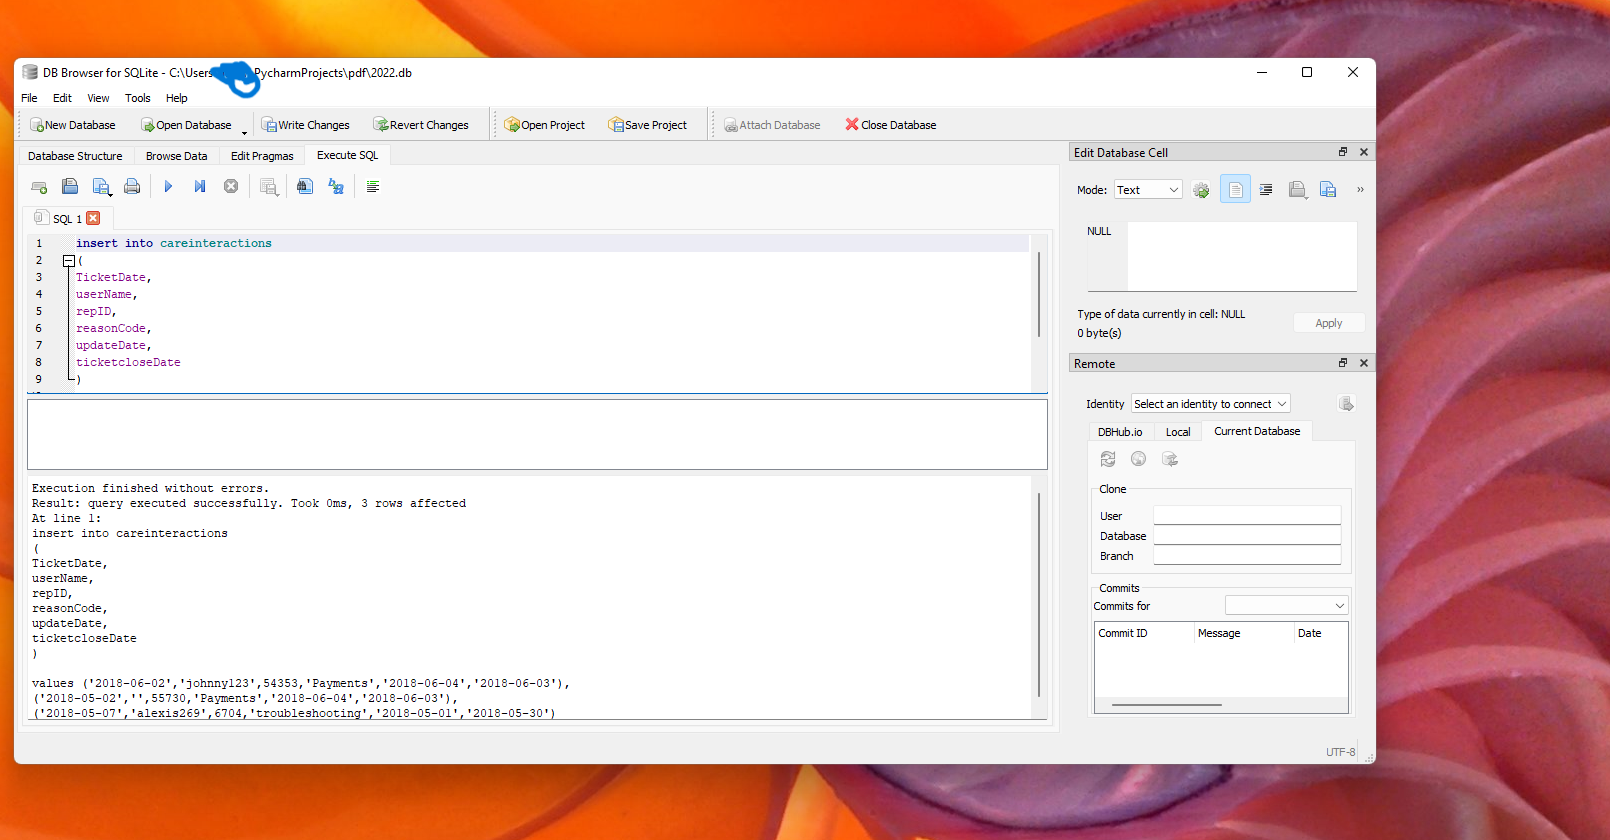 DB Browser for SQLite - C:\Users PycharmProjects\pdf\2022.db
File Edit View Tools Help
New Database Open Database Write Changes Revert Changes Open Project Save Project Attach Database Close Database
Database Structure Browse Data Edit Pragmas Execute SQL
SQL 1
1 insert into careinteractions
2 (
3 TicketDate,
4 userName,
5 repID,
6 reasonCode,
7 updateDate,
8 ticketcloseDate
9 )
Execution finished without errors.
Result: query executed successfully. Took 0ms, 3 rows affected
At line 1:
insert into careinteractions
(
TicketDate,
userName,
repID,
reasonCode,
updateDate,
ticketcloseDate
)
values ('2018-06-02','johnny123',54353,'Payments','2018-06-04','2018-06-03'),
('2018-05-02','',55730,'Payments','2018-06-04','2018-06-03'),
('2018-05-07','alexis269',6704,'troubleshooting','2018-05-01','2018-05-30')
Edit Database Cell
Mode: Text »
NULL
Type of data currently in cell: NULL
0 byte(s)
Apply
Remote
Identity Select an identity to connect
DBHub.io Local Current Database
Clone
User
Database
Branch
Commits
Commits for
Commit ID Message Date
UTF-8